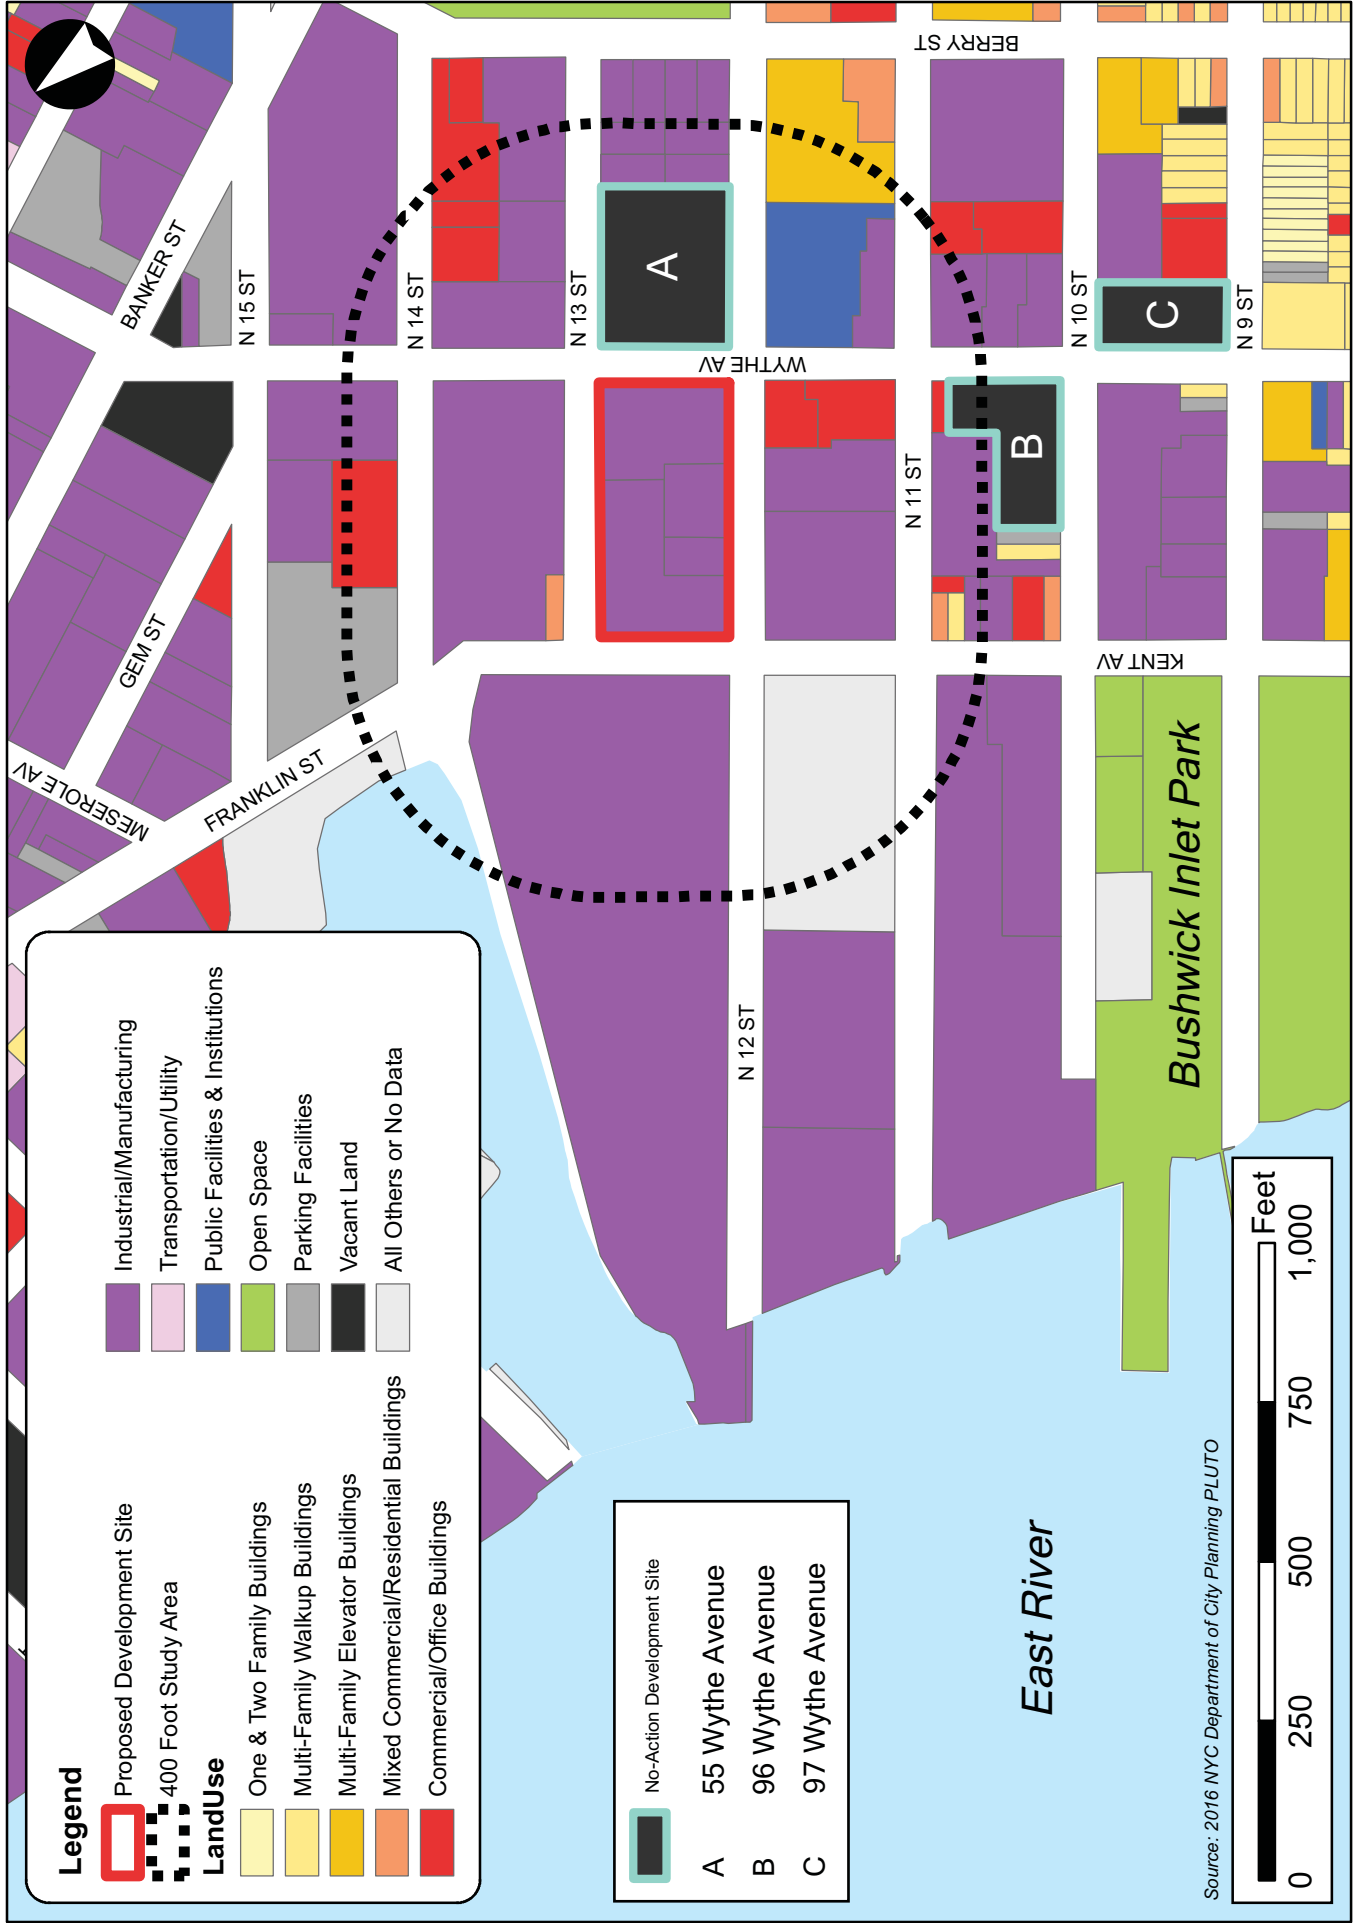 Legend
Proposed Development Site
400 Foot Study Area
LandUse
One & Two Family Buildings
Multi-Family Walkup Buildings
Multi-Family Elevator Buildings
Mixed Commercial/Residential Buildings
Commercial/Office Buildings
Industrial/Manufacturing
Transportation/Utility
Public Facilities & Institutions
Open Space
Parking Facilities
Vacant Land
All Others or No Data
No-Action Development Site
A 55 Wythe Avenue
B 96 Wythe Avenue
C 97 Wythe Avenue
MESEROLE AV
FRANKLIN ST
GEM ST
BANKER ST
N 15 ST
N 14 ST
N 13 ST
N 12 ST
N 11 ST
N 10 ST
N 9 ST
WYTHE AV
BERRY ST
KENT AV
A
B
C
Bushwick Inlet Park
East River
Source: 2016 NYC Department of City Planning PLUTO
0 250 500 750 1,000
Feet